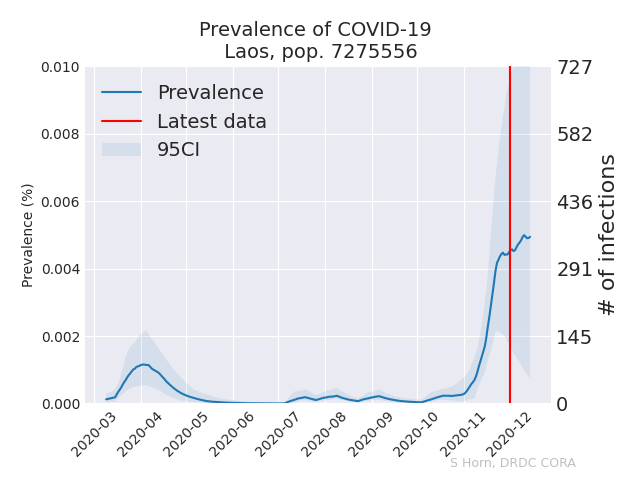 Prevalence of COVID-19
Laos, pop. 7275556
Prevalence
Latest data
95CI
0.010
0.008
0.006
0.004
0.002
0.000
Prevalence (%)
727
582
436
291
145
0
# of infections
2020-03
2020-04
2020-05
2020-06
2020-07
2020-08
2020-09
2020-10
2020-11
2020-12
S Horn, DRDC CORA